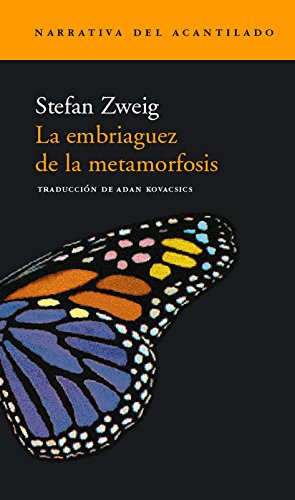 NARRATIVA DEL ACANTILADO
Stefan Zweig
La embriaguez
de la metamorfosis
TRADUCCIÓN DE ADAN KOVACSICS